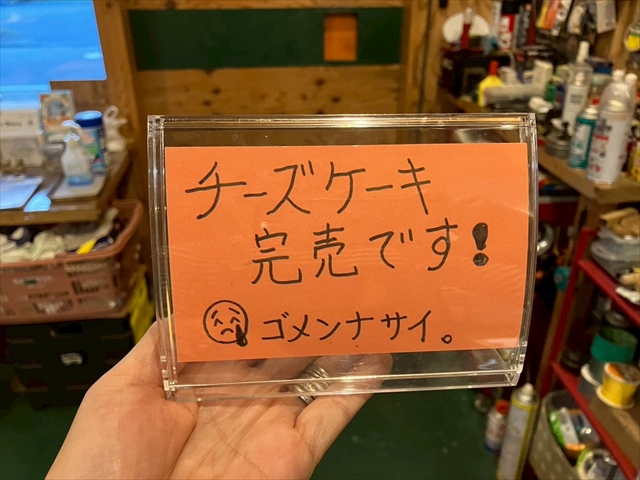 チーズケーキ
完売です!
ゴメンナサイ。